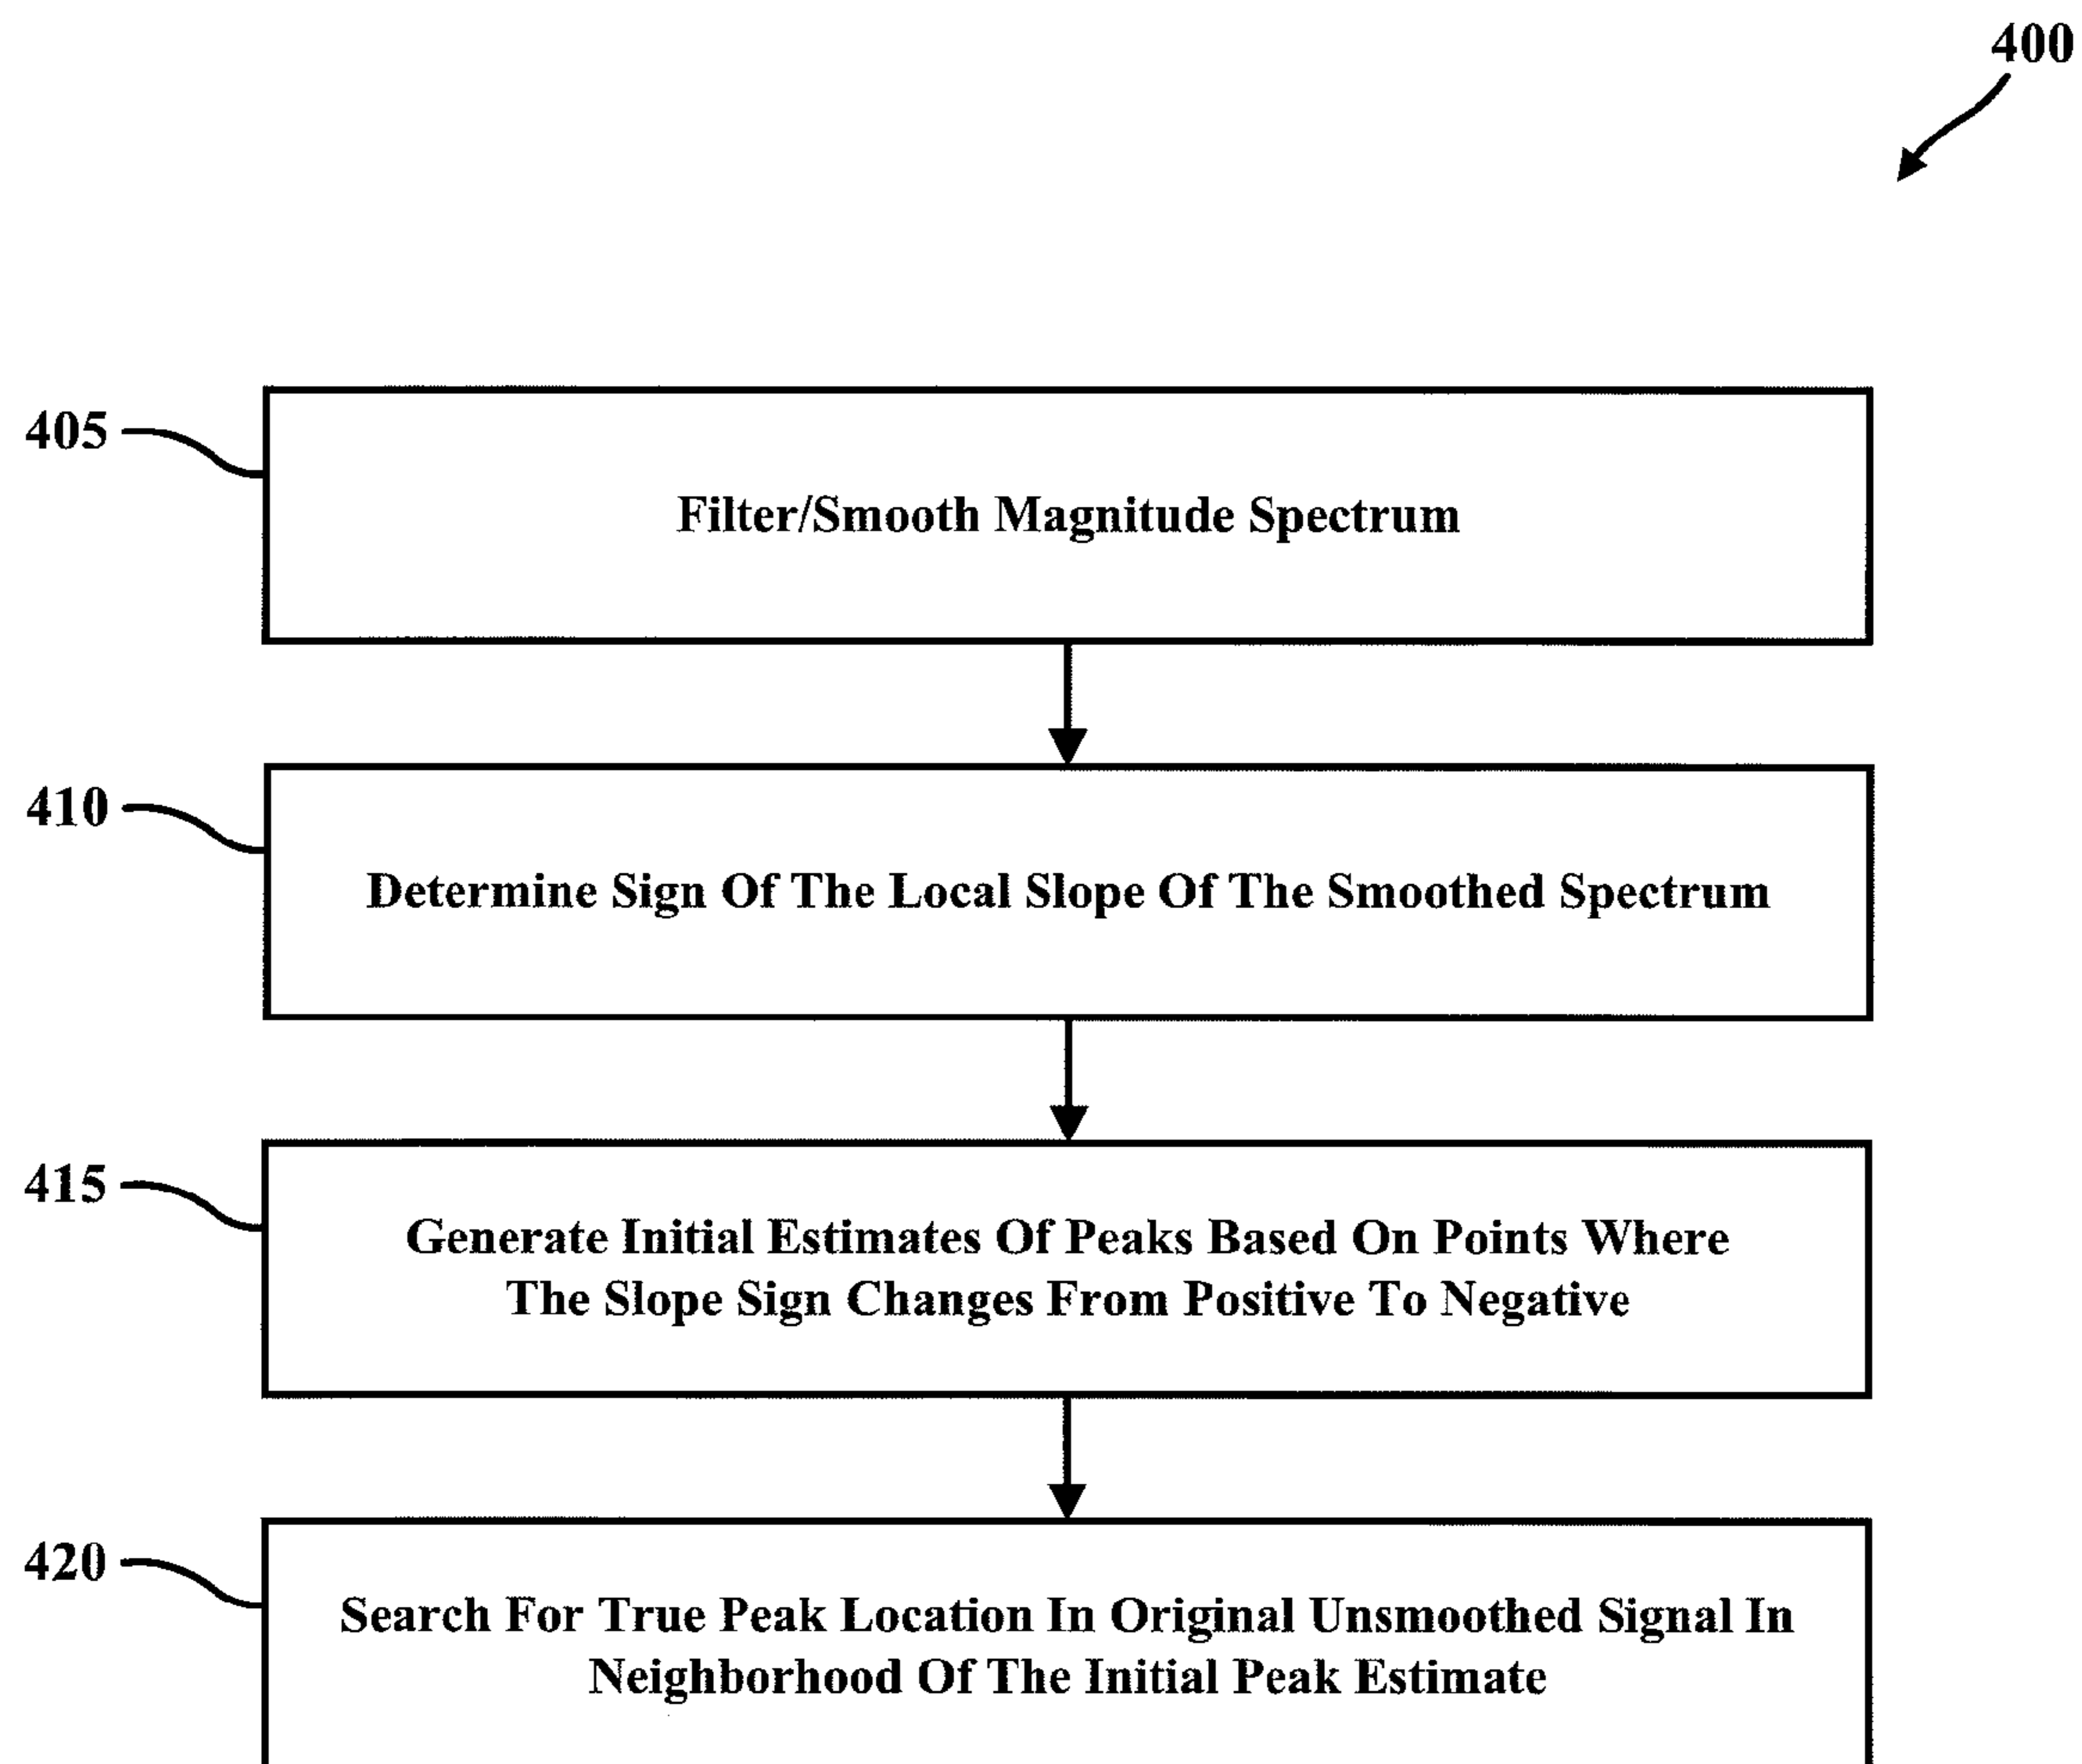 400
405
Filter/Smooth Magnitude Spectrum
410
Determine Sign Of The Local Slope Of The Smoothed Spectrum
415
Generate Initial Estimates Of Peaks Based On Points Where
The Slope Sign Changes From Positive To Negative
420
Search For True Peak Location In Original Unsmoothed Signal In
Neighborhood Of The Initial Peak Estimate